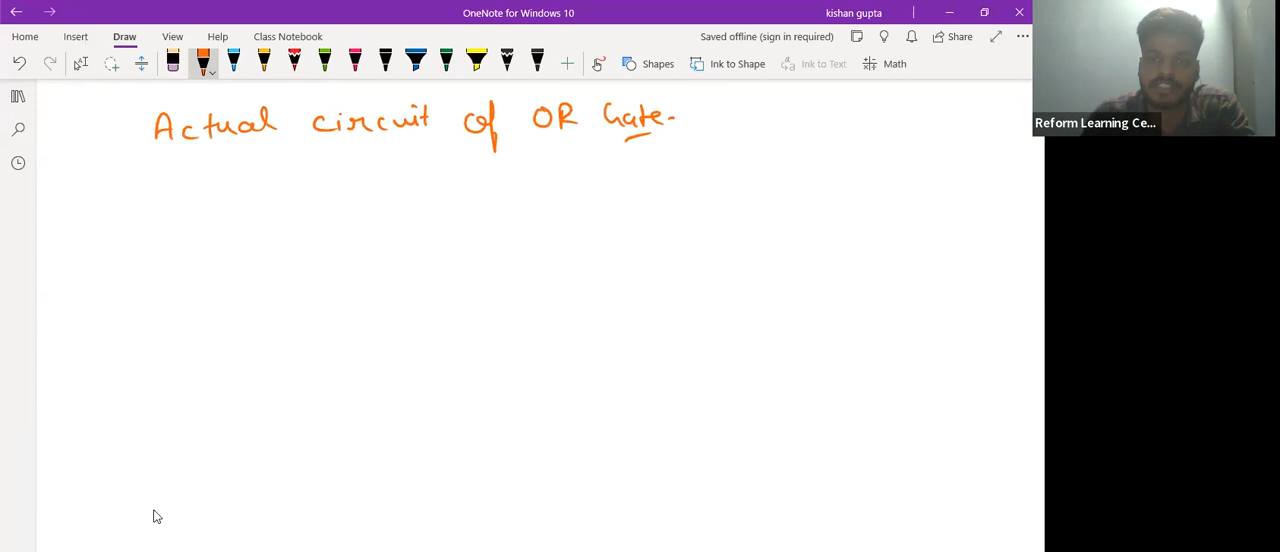 OneNote for Windows 10
kishan gupta
Home Insert Draw View Help Class Notebook
Saved offline (sign in required)
Share
Shapes
Ink to Shape
Ink to Text
Math
Reform Learning Ce...
Actual circuit of OR Gate.